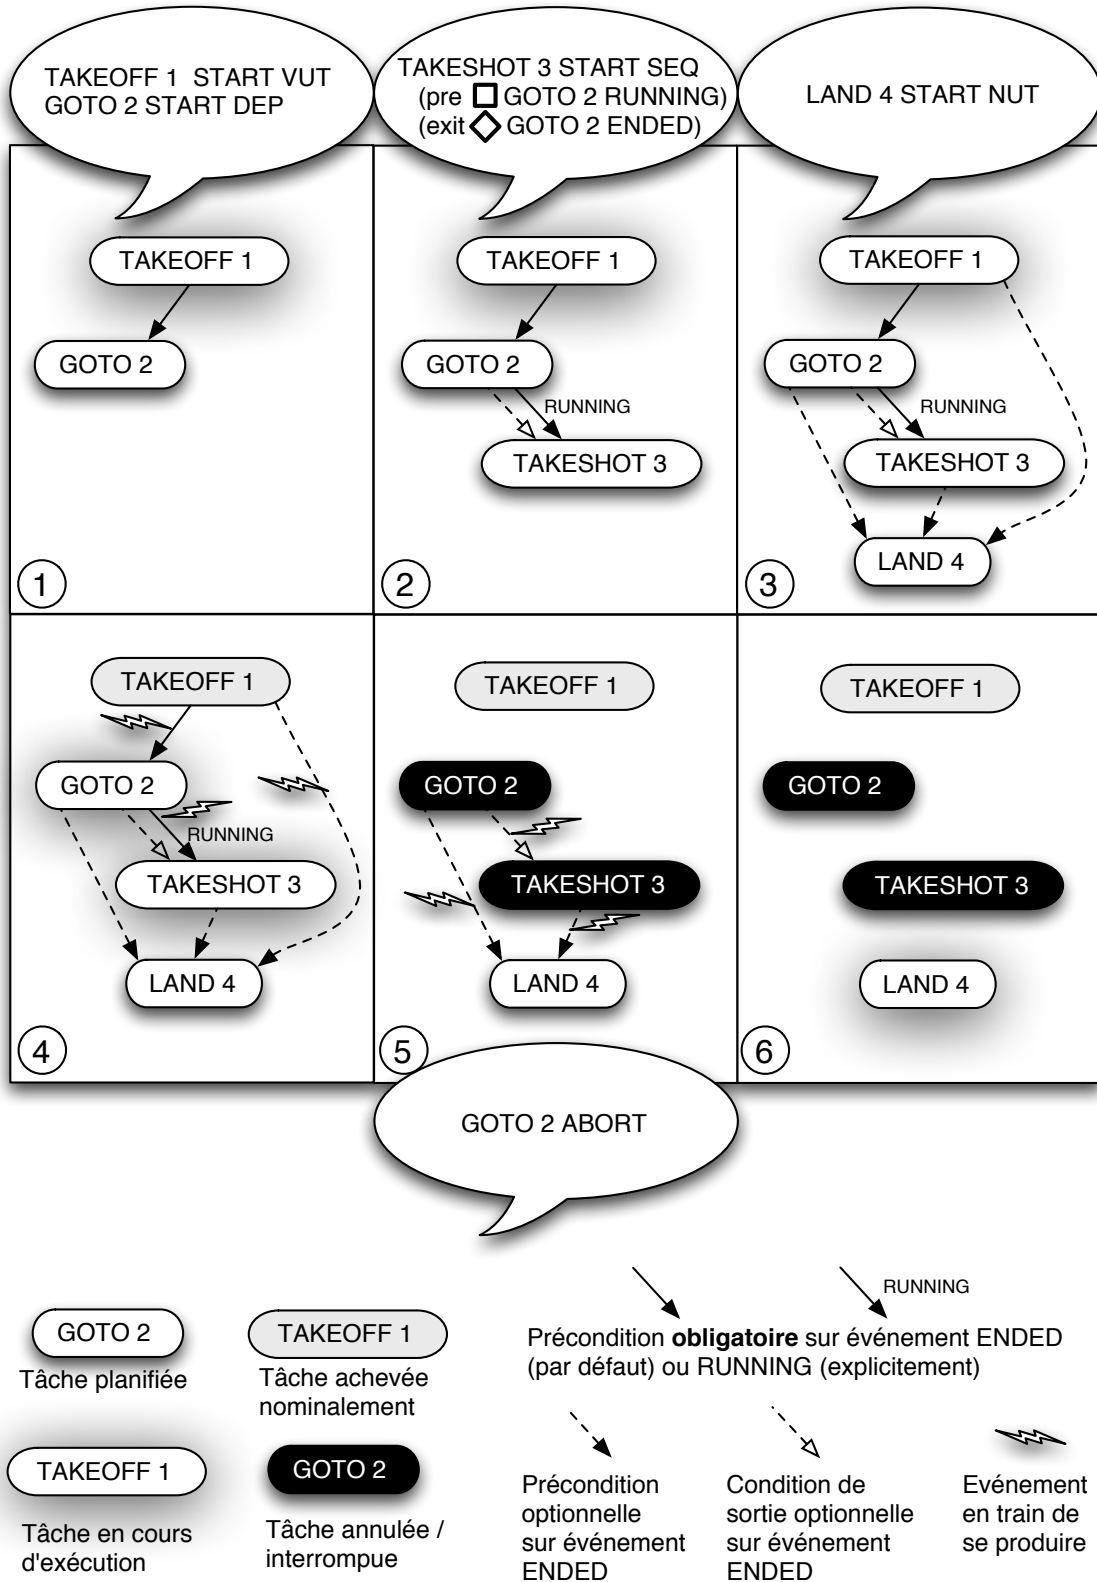 TAKEOFF 1 START VUT
GOTO 2 START DEP
TAKESHOT 3 START SEQ
(pre GOTO 2 RUNNING)
(exit GOTO 2 ENDED)
LAND 4 START NUT
TAKEOFF 1
GOTO 2
1
TAKEOFF 1
GOTO 2
RUNNING
TAKESHOT 3
2
TAKEOFF 1
GOTO 2
RUNNING
TAKESHOT 3
LAND 4
3
TAKEOFF 1
GOTO 2
RUNNING
TAKESHOT 3
LAND 4
4
TAKEOFF 1
GOTO 2
TAKESHOT 3
LAND 4
5
TAKEOFF 1
GOTO 2
TAKESHOT 3
LAND 4
6
GOTO 2 ABORT
GOTO 2
Tâche planifiée
TAKEOFF 1
Tâche achevée
nominalement
RUNNING
Précondition obligatoire sur événement ENDED
(par défaut) ou RUNNING (explicitement)
TAKEOFF 1
Tâche en cours
d'exécution
GOTO 2
Tâche annulée /
interrompue
Précondition
optionnelle
sur événement
ENDED
Condition de
sortie optionnelle
sur événement
ENDED
Evénement
en train de
se produire